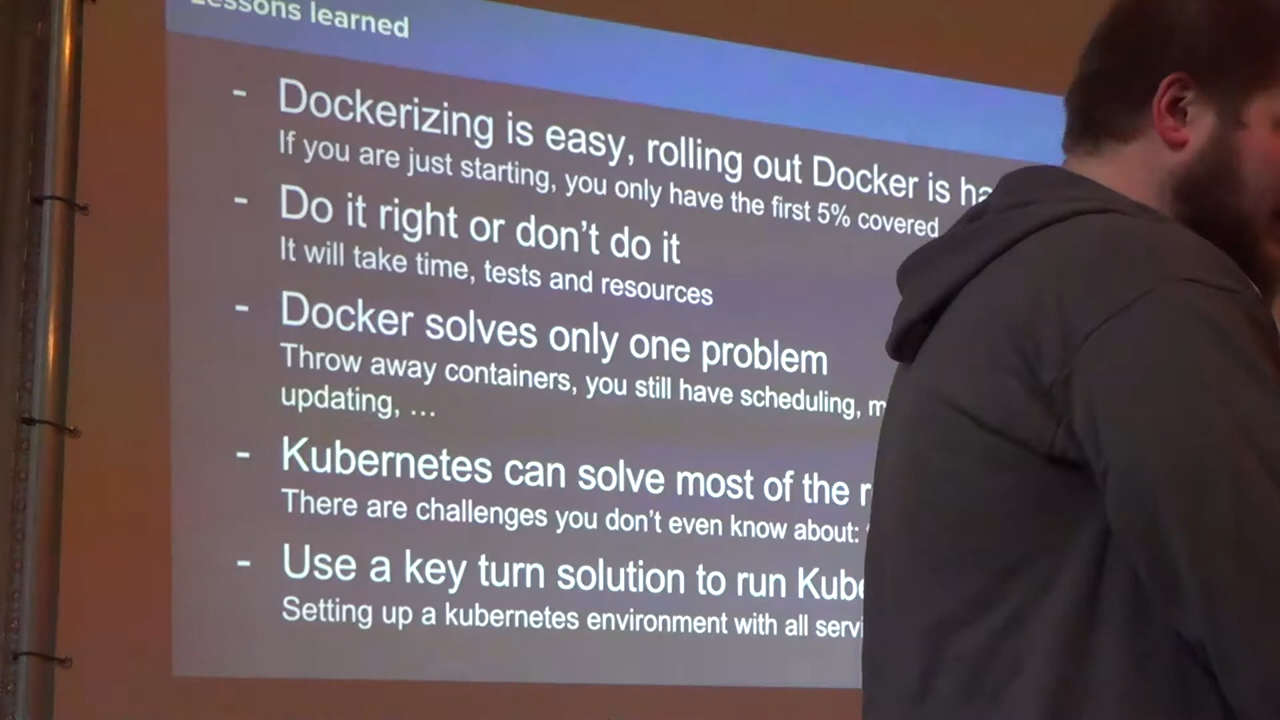 Lessons learned
- Dockerizing is easy, rolling out Docker is
If you are just starting, you only have the first 5% covered
- Do it right or don't do it
It will take time, tests and resources
- Docker solves only one problem
Throw away containers, you still have scheduling,
updating, ...
- Kubernetes can solve most of the
There are challenges you don't even know about:
- Use a key turn solution to run
Setting up a kubernetes environment with all